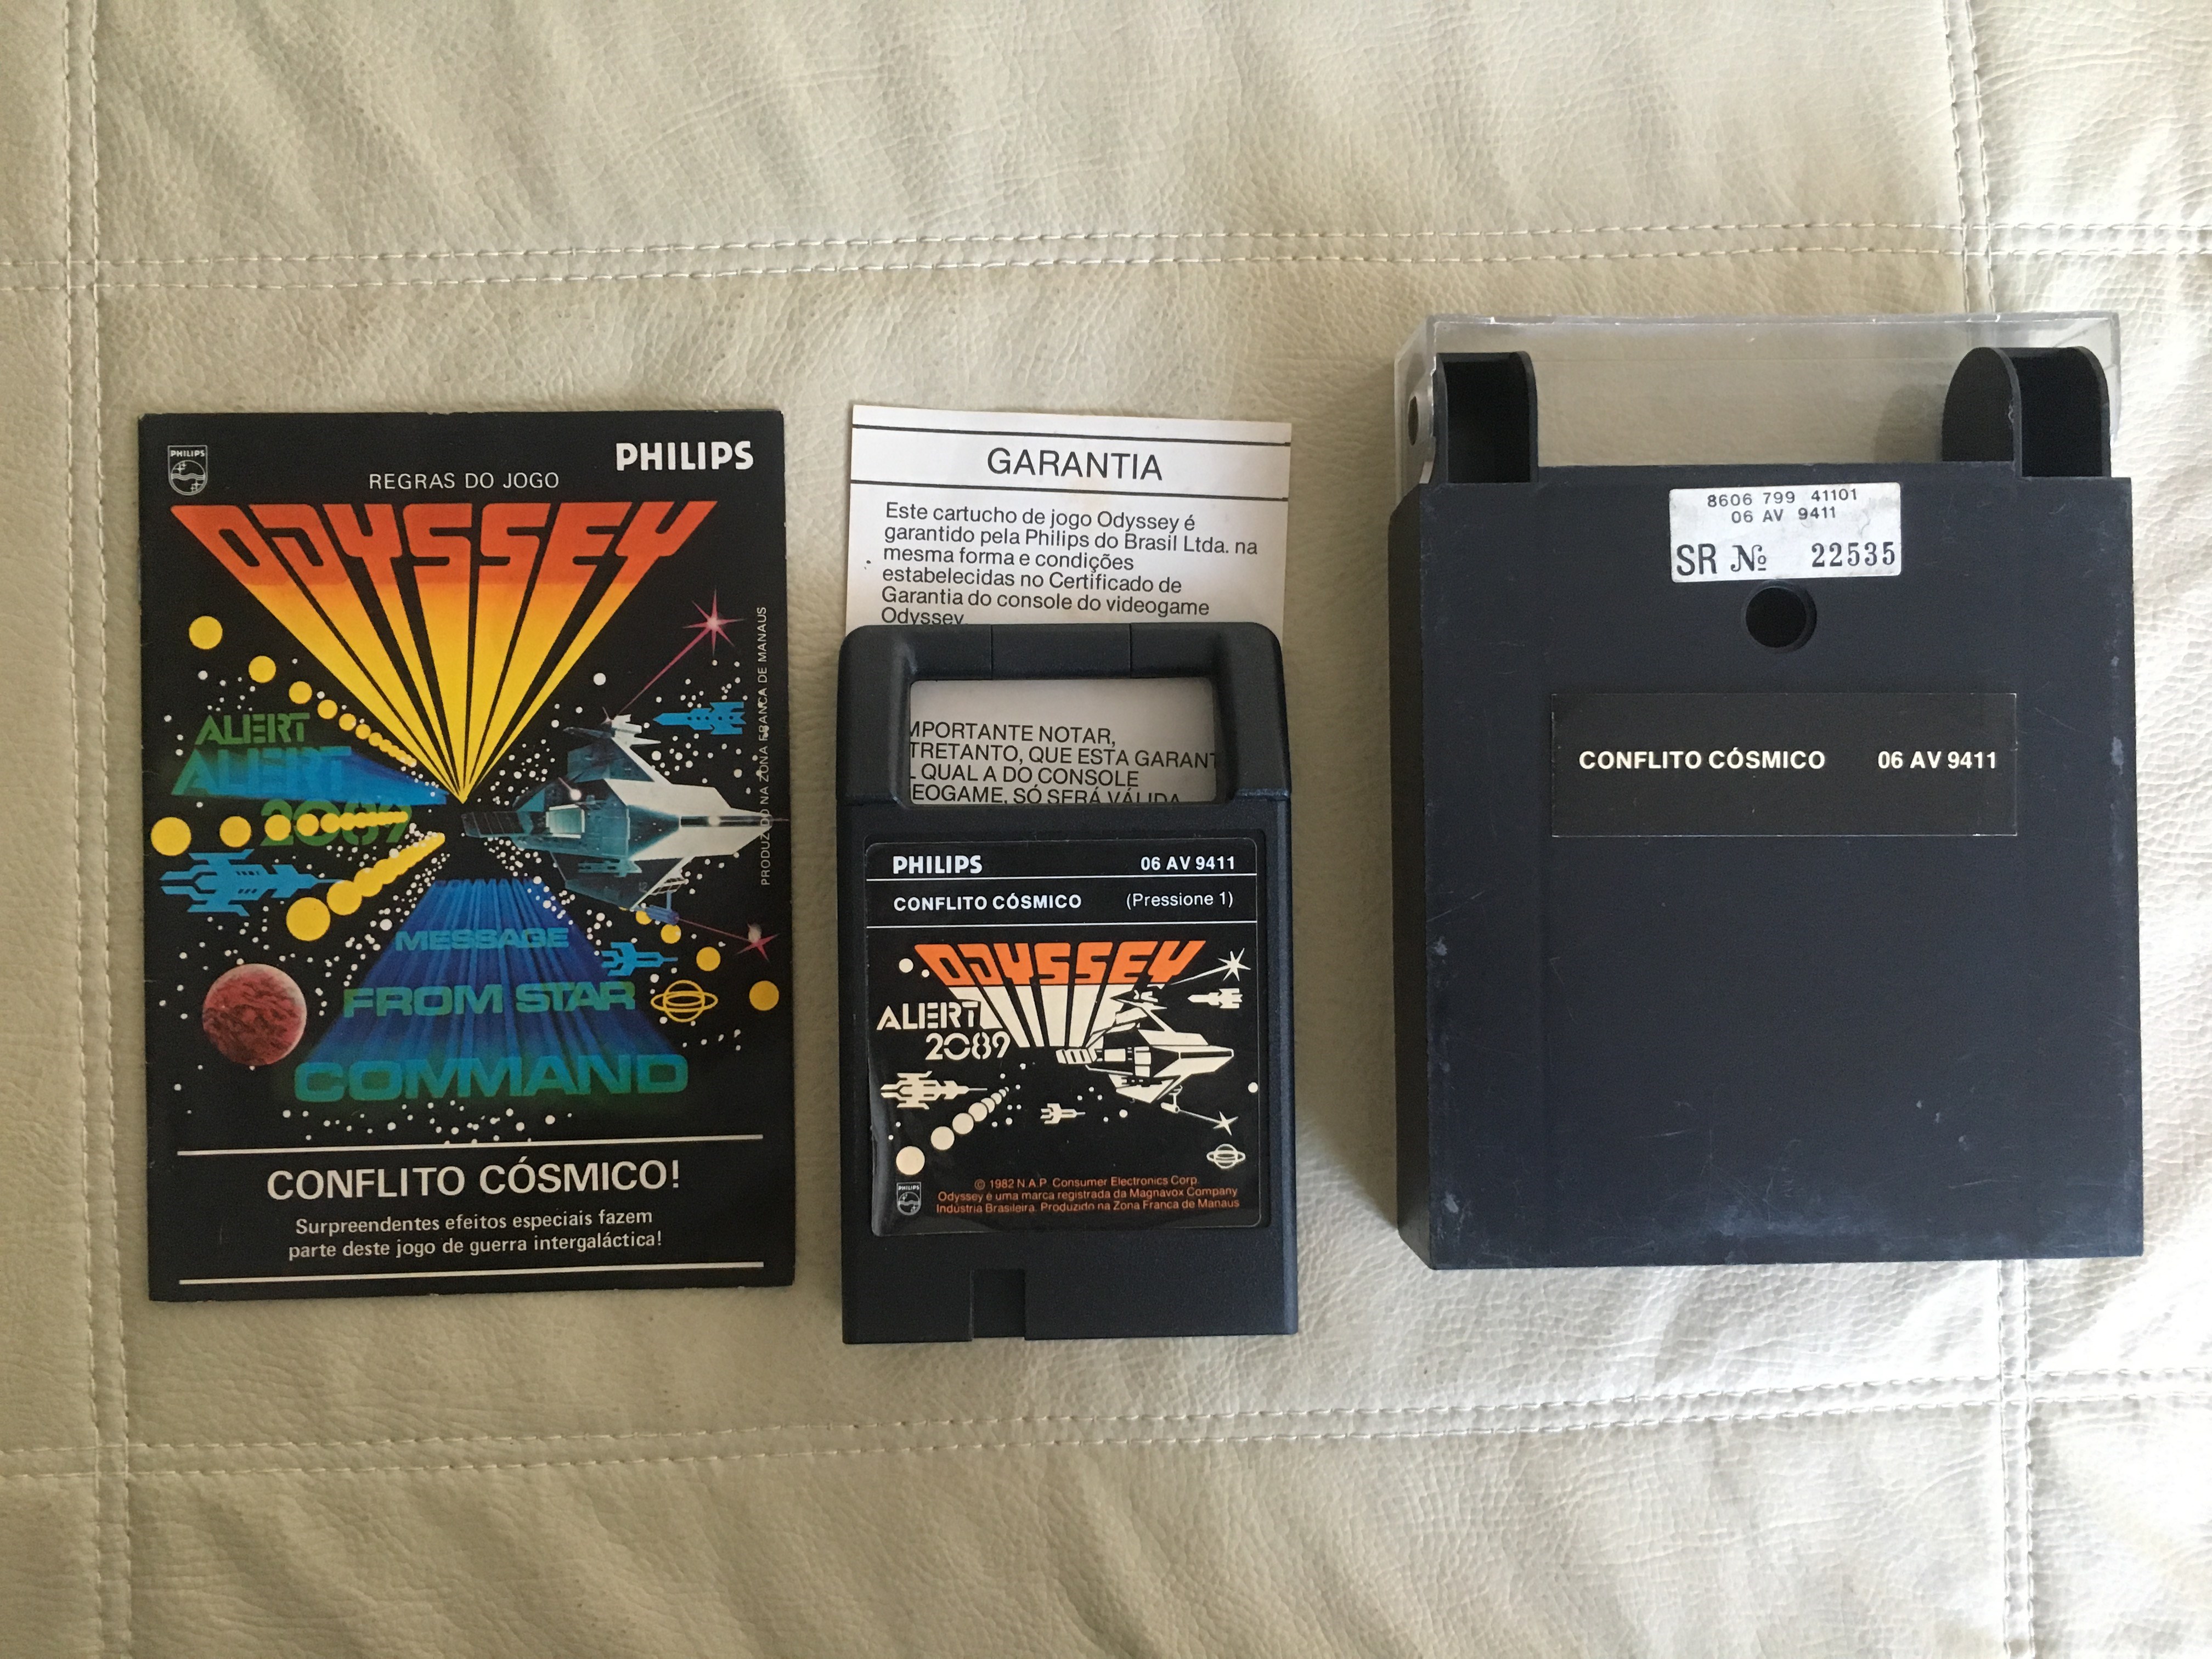 PHILIPS
PHILIPS
REGRAS DO JOGO
ODYSSEY
ALERT
ALERT
2089
COMMAND
MESSAGE
FROM STAR
COMMAND
PRODUZIDO NA ZONA FRANCA DE MANAUS
CONFLITO CÓSMICO!
Surpreendentes efeitos especiais fazem
parte deste jogo de guerra intergaláctica!
GARANTIA
Este cartucho de jogo Odyssey é
garantido pela Philips do Brasil Ltda. na
mesma forma e condições
estabelecidas no Certificado de
Garantia do console do videogame
Odyssey
MPORTANTE NOTAR,
TRETANTO, QUE ESTA GARANT
L QUAL A DO CONSOLE
EOGAME, SÓ SERÁ VÁLIDA
PHILIPS 06 AV 9411
CONFLITO CÓSMICO (Pressione 1)
ODYSSEY
ALERT
2089
© 1982 N.A.P. Consumer Electronics Corp.
Odyssey é uma marca registrada da Magnavox Company
PHILIPS
Indústria Brasileira. Produzido na Zona Franca de Manaus
8606 799 41101
06 AV 9411
SR № 22535
CONFLITO CÓSMICO 06 AV 9411